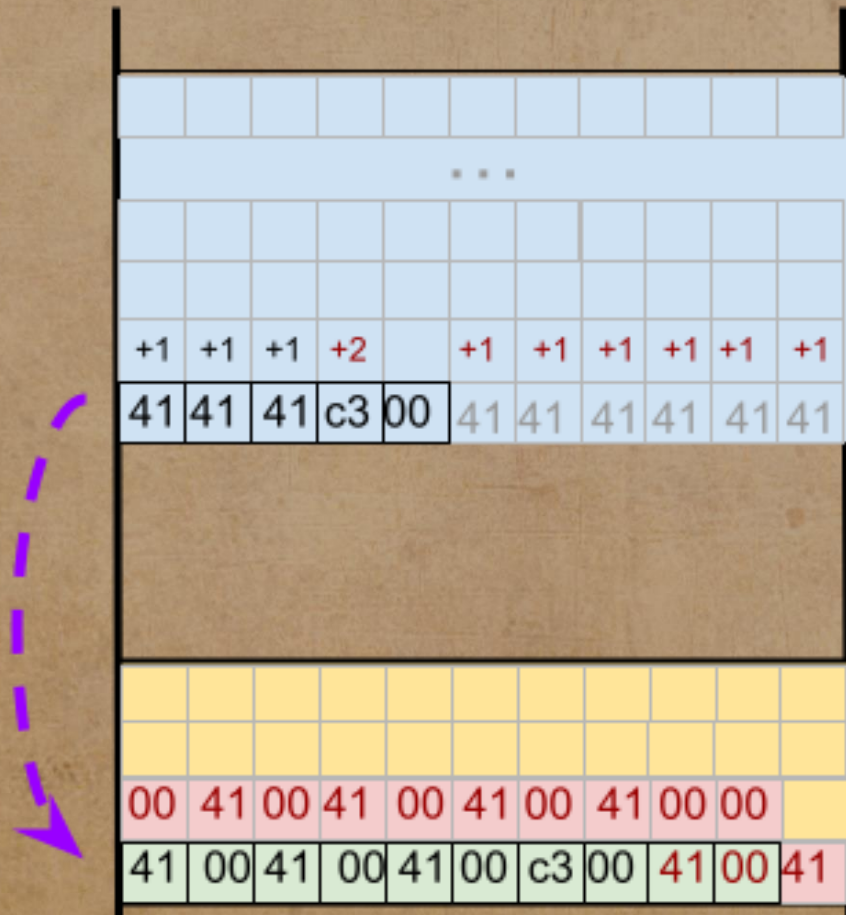 ...
+1 +1 +1 +2 +1 +1 +1 +1 +1 +1
41 41 41 c3 00 41 41 41 41 41 41
00 41 00 41 00 41 00 41 00 00
41 00 41 00 41 00 c3 00 41 00 41